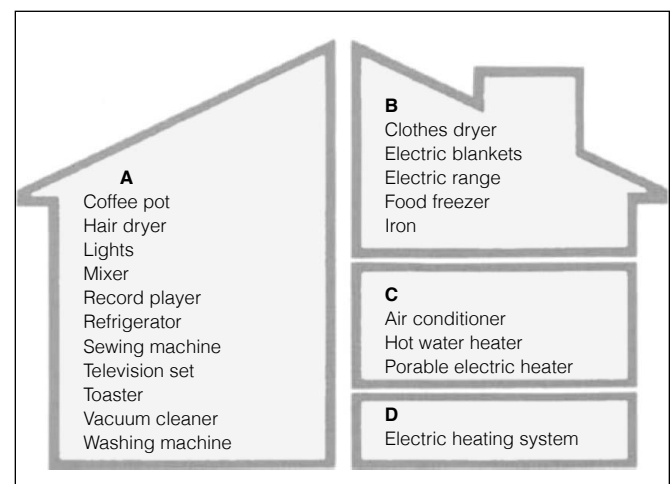 A
Coffee pot
Hair dryer
Lights
Mixer
Record player
Refrigerator
Sewing machine
Television set
Toaster
Vacuum cleaner
Washing machine
B
Clothes dryer
Electric blankets
Electric range
Food freezer
Iron
C
Air conditioner
Hot water heater
Porable electric heater
D
Electric heating system